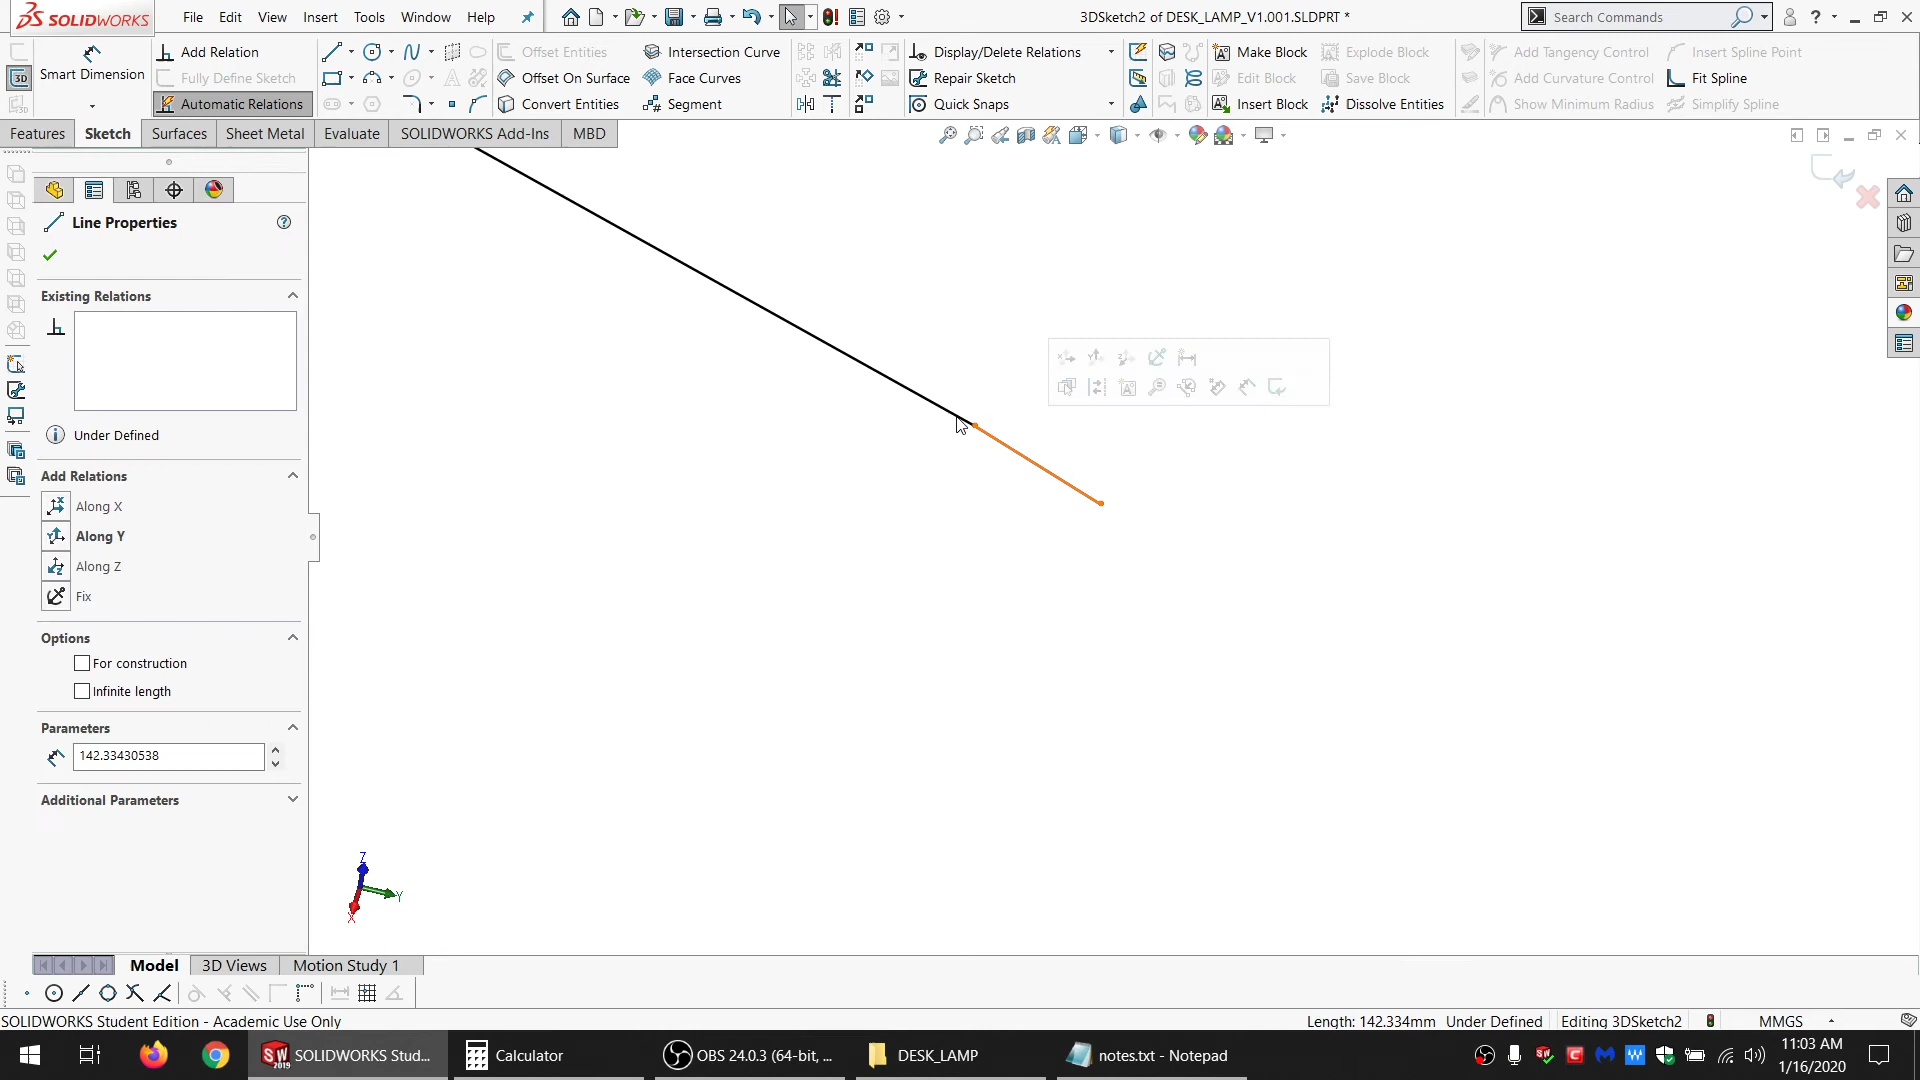 SOLIDWORKS
File Edit View Insert Tools Window Help
3DSketch2 of DESK_LAMP_V1.001.SLDPRT *
Search Commands
Smart Dimension
Add Relation
Fully Define Sketch
Automatic Relations
Offset Entities
Offset On Surface
Convert Entities
Intersection Curve
Face Curves
Segment
Display/Delete Relations
Repair Sketch
Quick Snaps
Make Block
Edit Block
Insert Block
Explode Block
Save Block
Dissolve Entities
Add Tangency Control
Add Curvature Control
Show Minimum Radius
Insert Spline Point
Fit Spline
Simplify Spline
Features Sketch Surfaces Sheet Metal Evaluate SOLIDWORKS Add-Ins MBD
Line Properties
Existing Relations
Under Defined
Add Relations
Along X
Along Y
Along Z
Fix
Options
For construction
Infinite length
Parameters
142.33430538
Additional Parameters
Z
Y
X
Model 3D Views Motion Study 1
SOLIDWORKS Student Edition - Academic Use Only
Length: 142.334mm Under Defined Editing 3DSketch2 MMGS
SOLIDWORKS Stud...
Calculator
OBS 24.0.3 (64-bit, ...
DESK_LAMP
notes.txt - Notepad
11:03 AM
1/16/2020